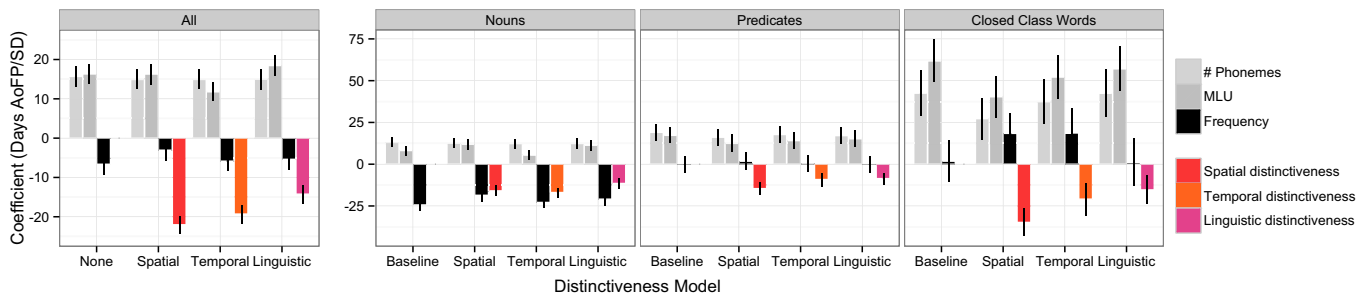 All
Nouns
Predicates
Closed Class Words
Coefficient (Days AoFP/SD)
20
10
0
-10
-20
75
50
25
0
-25
None Spatial Temporal Linguistic
Baseline Spatial Temporal Linguistic
Baseline Spatial Temporal Linguistic
Baseline Spatial Temporal Linguistic
Distinctiveness Model
# Phonemes
MLU
Frequency
Spatial distinctiveness
Temporal distinctiveness
Linguistic distinctiveness